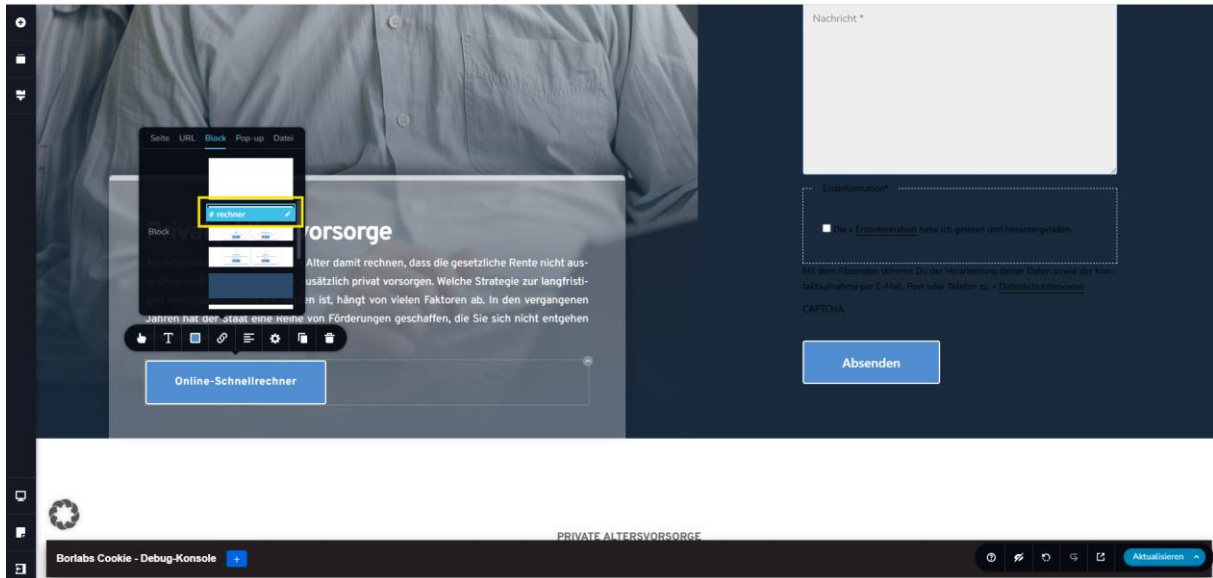 Nachricht *
Seite URL Block Pop-up Datei
Block
# rechner
orsorge
Alter damit rechnen, dass die gesetzliche Rente nicht aus-
usätzlich privat vorsorgen. Welche Strategie zur langfristi-
en ist, hängt von vielen Faktoren ab. In den vergangenen
Jahren hat der Staat eine Reihe von Förderungen geschaffen, die Sie sich nicht entgehen
Online-Schnellrechner
Erstinformation*
Die » Erstinformation habe ich gelesen und heruntergeladen.
Mit dem Absenden stimmst Du der Verarbeitung deiner Daten sowie der Kon-
taktaufnahme per E-Mail, Post oder Telefon zu. » Datenschutzhinweise
CAPTCHA
Absenden
PRIVATE ALTERSVORSORGE
Borlabs Cookie - Debug-Konsole +
Aktualisieren